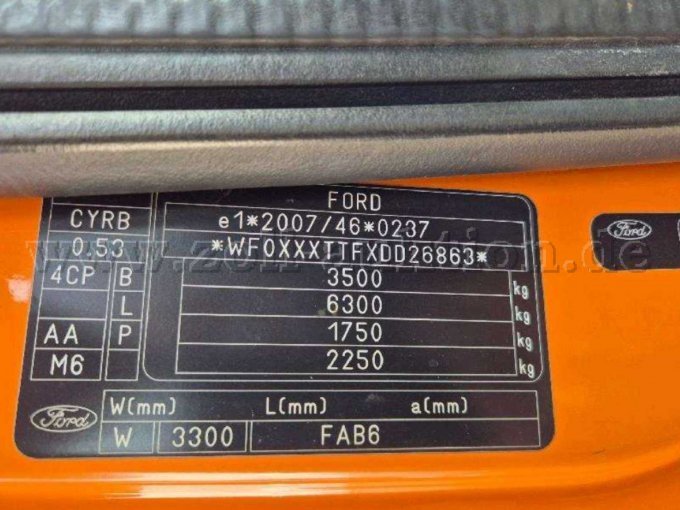 FORD
CYRB
e1*2007/46*0237
0.53
*WF0XXXTTFXDD26863*
4CP B 3500 kg
L 6300 kg
AA P 1750 kg
M6 2250 kg
Ford W(mm) L(mm) a(mm)
W 3300 FAB6
Ford